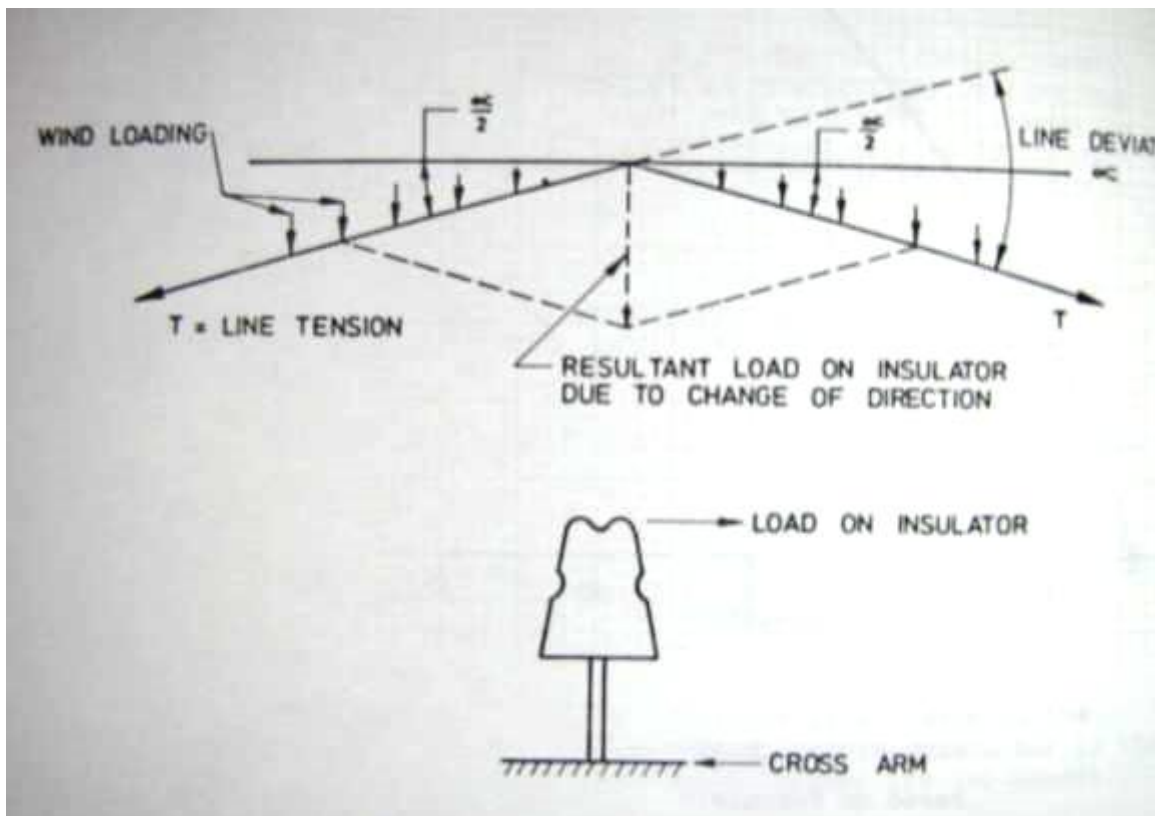 WIND LOADING
∝/2
∝/2
LINE DEVIAT
∝
T = LINE TENSION
T
RESULTANT LOAD ON INSULATOR
DUE TO CHANGE OF DIRECTION
LOAD ON INSULATOR
CROSS ARM